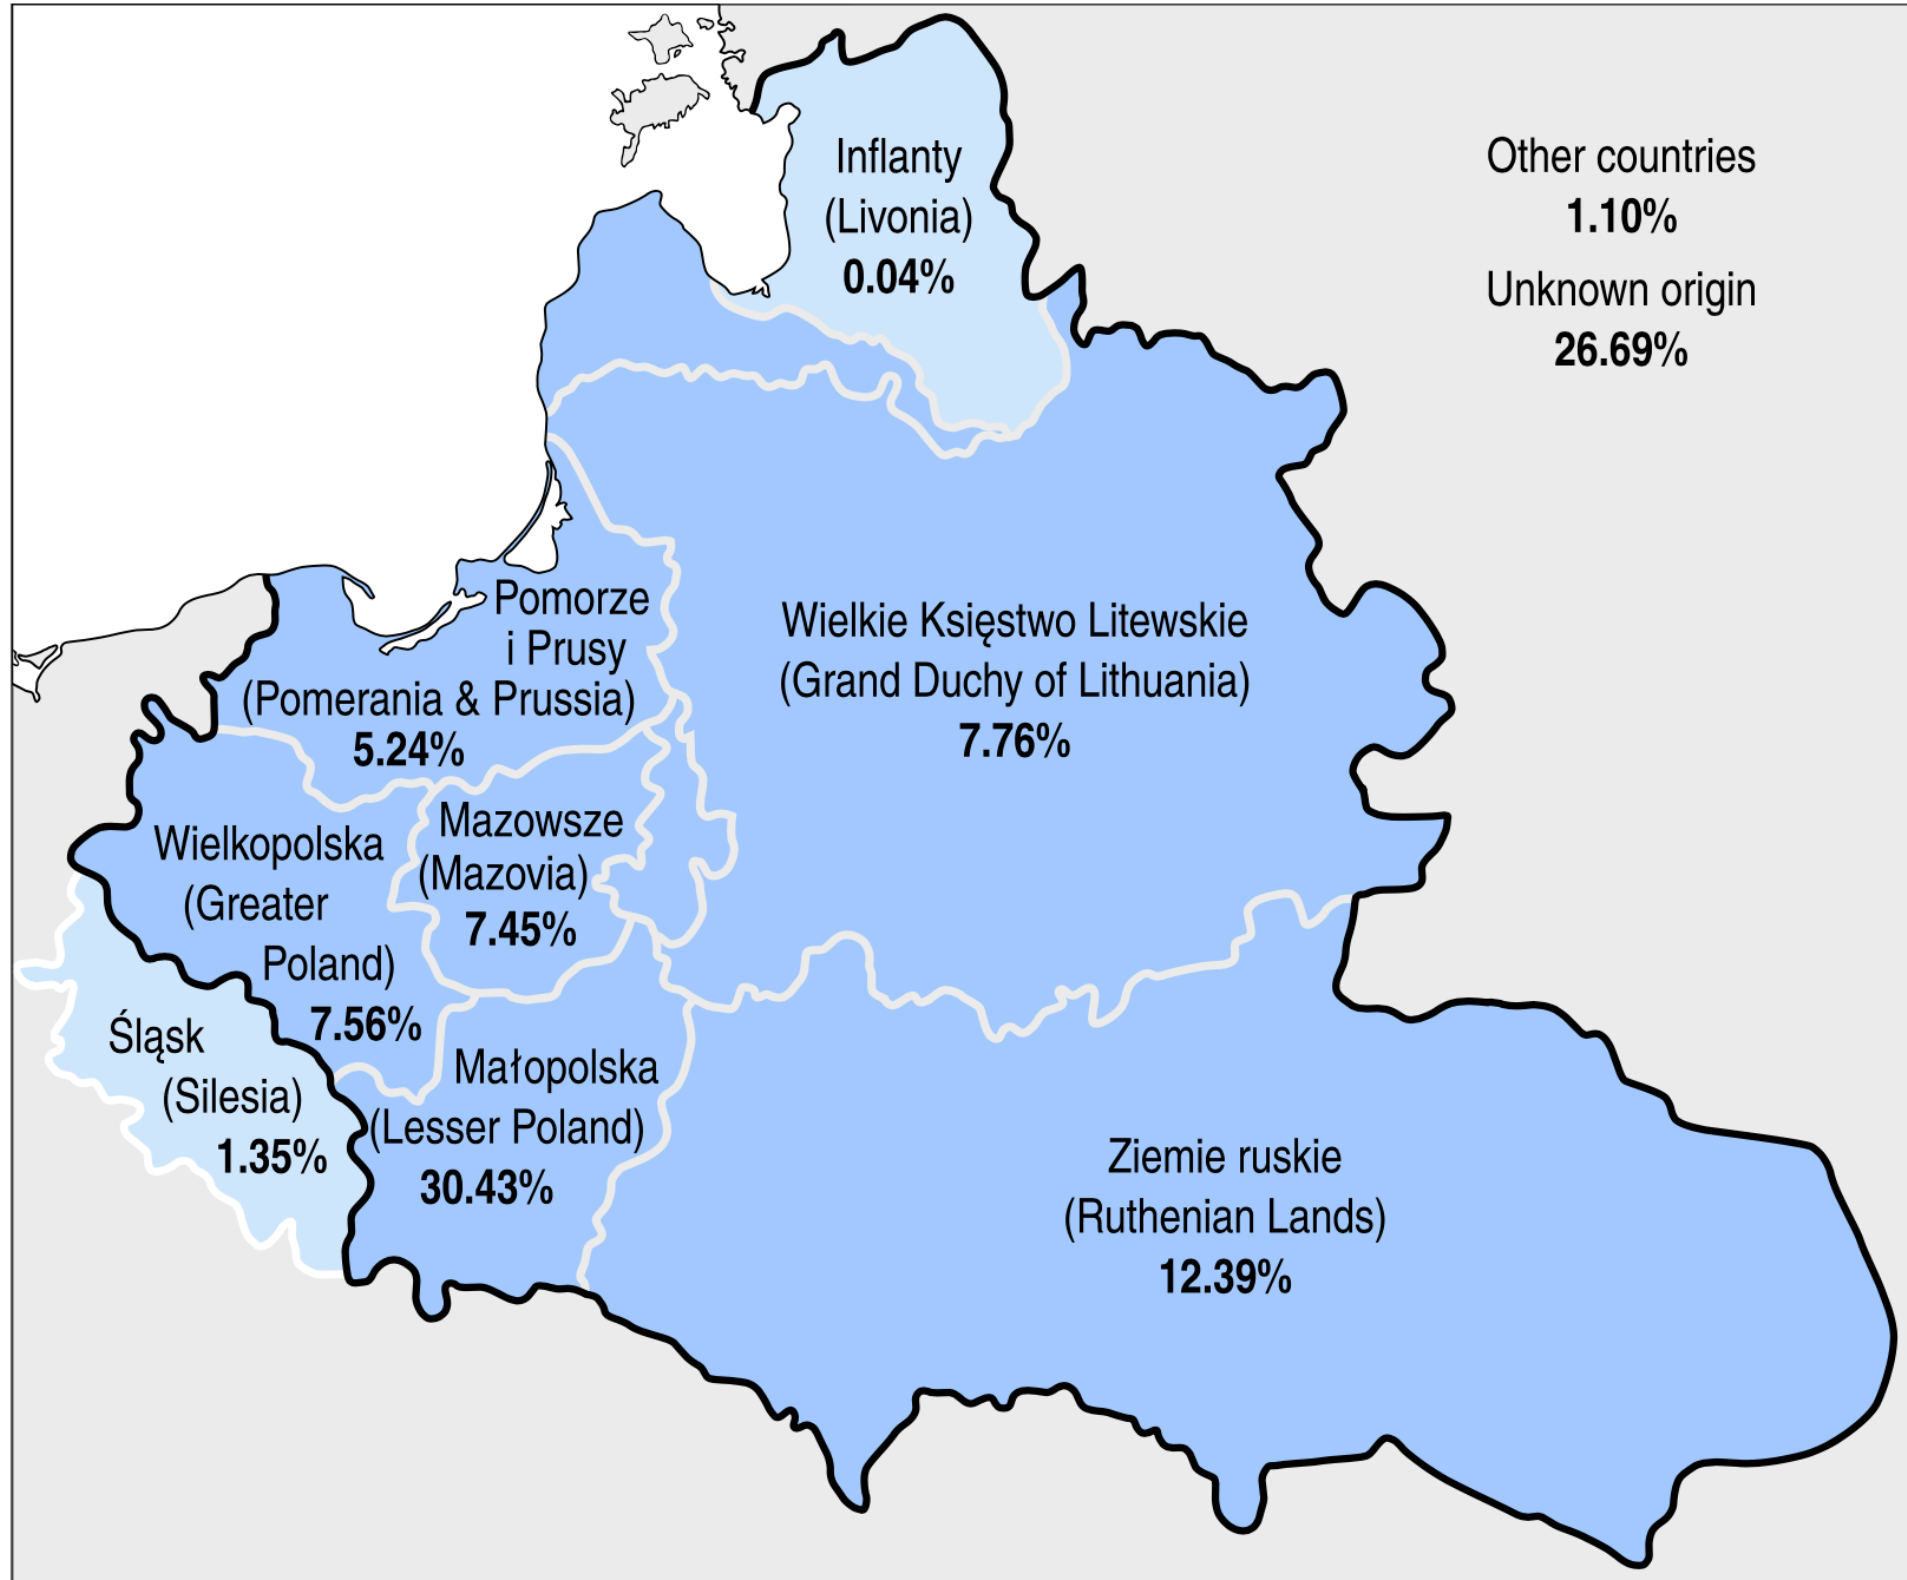 Inflanty
(Livonia)
0.04%
Other countries
1.10%
Unknown origin
26.69%
Pomorze
i Prusy
(Pomerania & Prussia)
5.24%
Wielkie Księstwo Litewskie
(Grand Duchy of Lithuania)
7.76%
Wielkopolska
(Greater
Poland)
7.56%
Mazowsze
(Mazovia)
7.45%
Śląsk
(Silesia)
1.35%
Małopolska
(Lesser Poland)
30.43%
Ziemie ruskie
(Ruthenian Lands)
12.39%